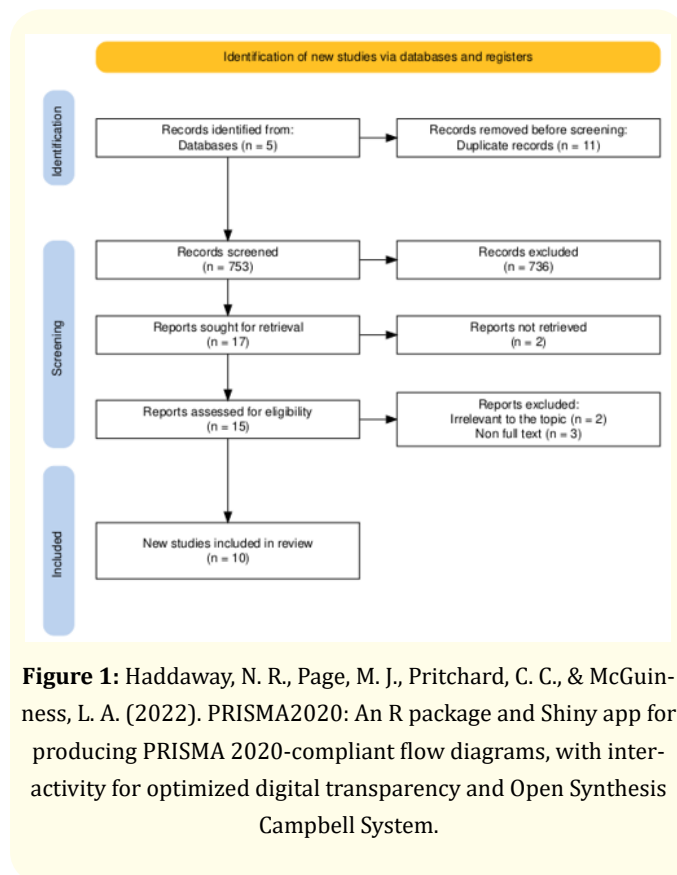 Identification of new studies via databases and registers
Identification
Records identified from:
Databases (n = 5)
Records removed before screening:
Duplicate records (n = 11)
Screening
Records screened
(n = 753)
Records excluded
(n = 736)
Reports sought for retrieval
(n = 17)
Reports not retrieved
(n = 2)
Reports assessed for eligibility
(n = 15)
Reports excluded:
Irrelevant to the topic (n = 2)
Non full text (n = 3)
Included
New studies included in review
(n = 10)
Figure 1: Haddaway, N. R., Page, M. J., Pritchard, C. C., & McGuin-
ness, L. A. (2022). PRISMA2020: An R package and Shiny app for
producing PRISMA 2020-compliant flow diagrams, with inter-
activity for optimized digital transparency and Open Synthesis
Campbell System.